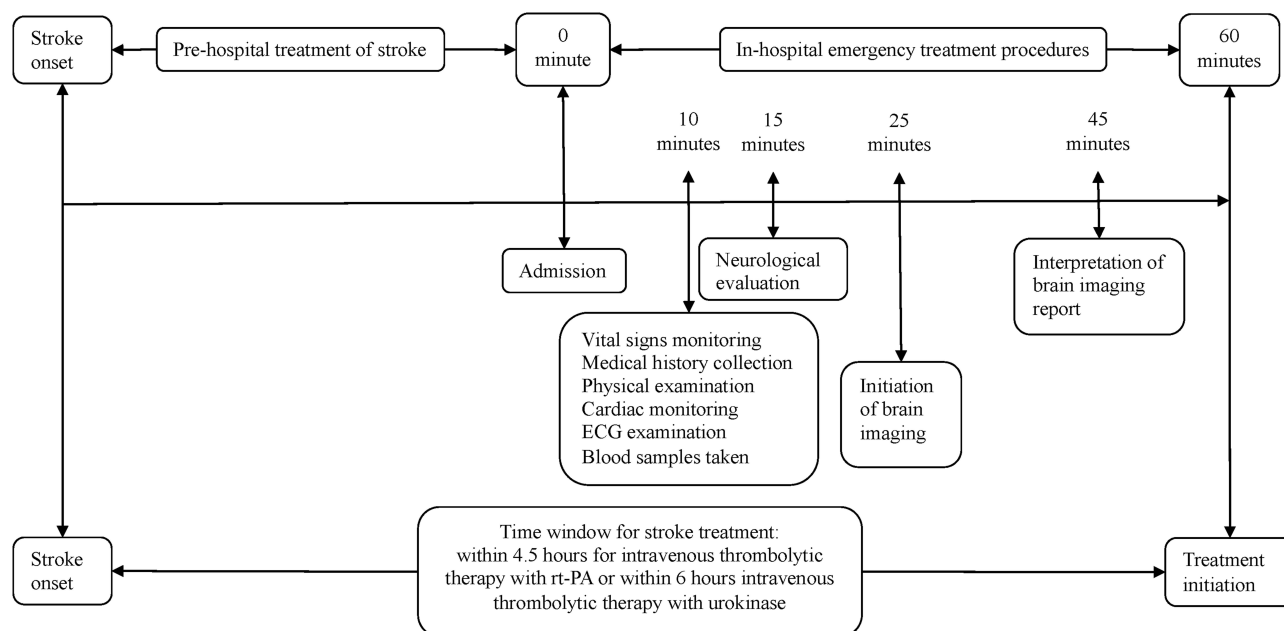 Stroke
onset
Pre-hospital treatment of stroke
0
minute
In-hospital emergency treatment procedures
60
minutes
10
minutes
15
minutes
25
minutes
45
minutes
Admission
Neurological
evaluation
Interpretation of
brain imaging
report
Vital signs monitoring
Medical history collection
Physical examination
Cardiac monitoring
ECG examination
Blood samples taken
Initiation
of brain
imaging
Stroke
onset
Time window for stroke treatment:
within 4.5 hours for intravenous thrombolytic
therapy with rt-PA or within 6 hours intravenous
thrombolytic therapy with urokinase
Treatment
initiation